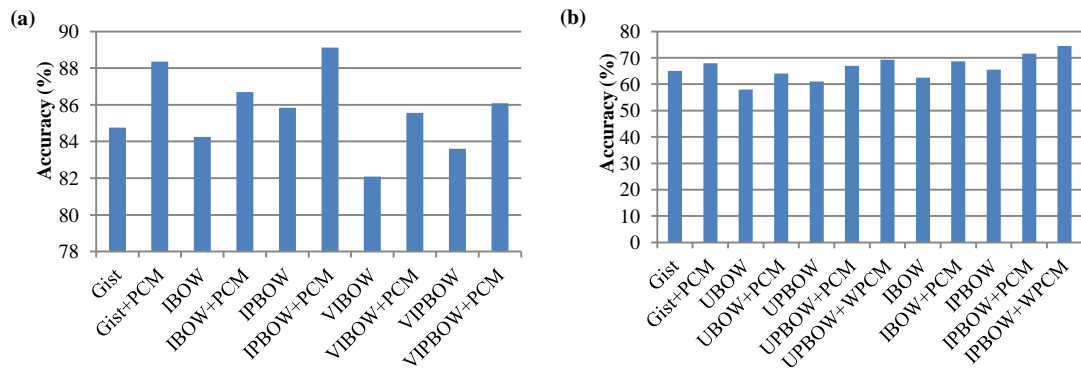 (a)
Accuracy (%)
90
88
86
84
82
80
78
Gist
Gist+PCM
IBOW
IBOW+PCM
IPBOW
IPBOW+PCM
VIBOW
VIBOW+PCM
VIPBOW
VIPBOW+PCM
(b)
Accuracy (%)
80
70
60
50
40
30
20
10
0
Gist
Gist+PCM
UBOW
UBOW+PCM
UPBOW
UPBOW+PCM
UPBOW+WPCM
IBOW
IBOW+PCM
IPBOW
IPBOW+PCM
IPBOW+WPCM